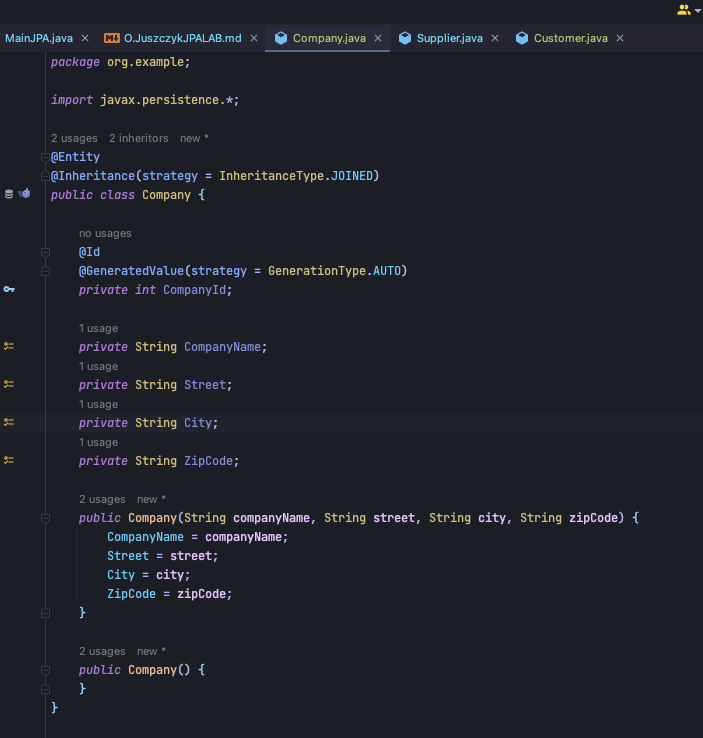 MainJPA.java × O.JuszczykJPALAB.md × Company.java × Supplier.java × Customer.java ×
package org.example;
import javax.persistence.*;
2 usages 2 inheritors new *
@Entity
@Inheritance(strategy = InheritanceType.JOINED)
public class Company {
no usages
@Id
@GeneratedValue(strategy = GenerationType.AUTO)
private int CompanyId;
1 usage
private String CompanyName;
1 usage
private String Street;
1 usage
private String City;
1 usage
private String ZipCode;
2 usages new *
public Company(String companyName, String street, String city, String zipCode) {
CompanyName = companyName;
Street = street;
City = city;
ZipCode = zipCode;
}
2 usages new *
public Company() {
}
}